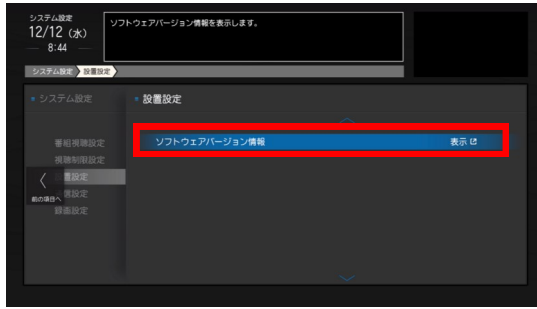 システム設定
12/12（水）
8:44
ソフトウェアバージョン情報を表示します。
システム設定 設置設定
システム設定
設置設定
ソフトウェアバージョン情報 表示
番組視聴設定
視聴制限設定
置設定
前の項目へ
設定
録画設定